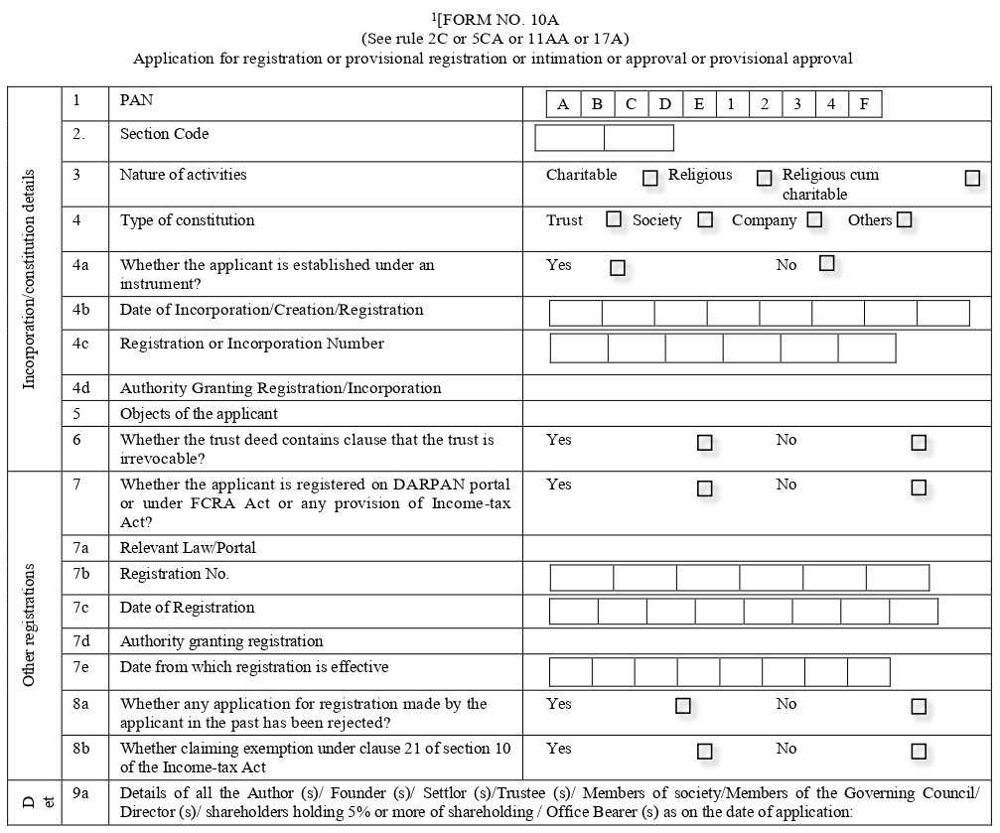 1[FORM NO. 10A
(See rule 2C or 5CA or 11AA or 17A)
Application for registration or provisional registration or intimation or approval or provisional approval
Incorporation/constitution details
1 PAN A B C D E 1 2 3 4 F
2. Section Code
3 Nature of activities Charitable Religious Religious cum
charitable
4 Type of constitution Trust Society Company Others
4a Whether the applicant is established under an Yes No
instrument?
4b Date of Incorporation/Creation/Registration
4c Registration or Incorporation Number
4d Authority Granting Registration/Incorporation
5 Objects of the applicant
6 Whether the trust deed contains clause that the trust is Yes No
irrevocable?
Other registrations
7 Whether the applicant is registered on DARPAN portal Yes No
or under FCRA Act or any provision of Income-tax
Act?
7a Relevant Law/Portal
7b Registration No.
7c Date of Registration
7d Authority granting registration
7e Date from which registration is effective
8a Whether any application for registration made by the Yes No
applicant in the past has been rejected?
8b Whether claiming exemption under clause 21 of section 10 Yes No
of the Income-tax Act
D
et
9a Details of all the Author (s)/ Founder (s)/ Settlor (s)/Trustee (s)/ Members of society/Members of the Governing Council/
Director (s)/ shareholders holding 5% or more of shareholding / Office Bearer (s) as on the date of application: